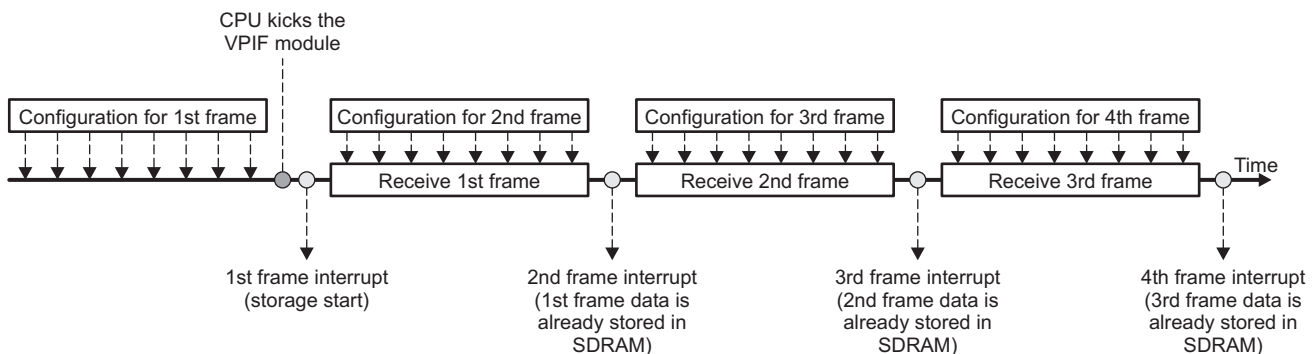 CPU kicks the
VPIF module
Configuration for 1st frame
Configuration for 2nd frame
Configuration for 3rd frame
Configuration for 4th frame
Receive 1st frame
Receive 2nd frame
Receive 3rd frame
Time
1st frame interrupt
(storage start)
2nd frame interrupt
(1st frame data is
already stored in
SDRAM)
3rd frame interrupt
(2nd frame data is
already stored in
SDRAM)
4th frame interrupt
(3rd frame data is
already stored in
SDRAM)